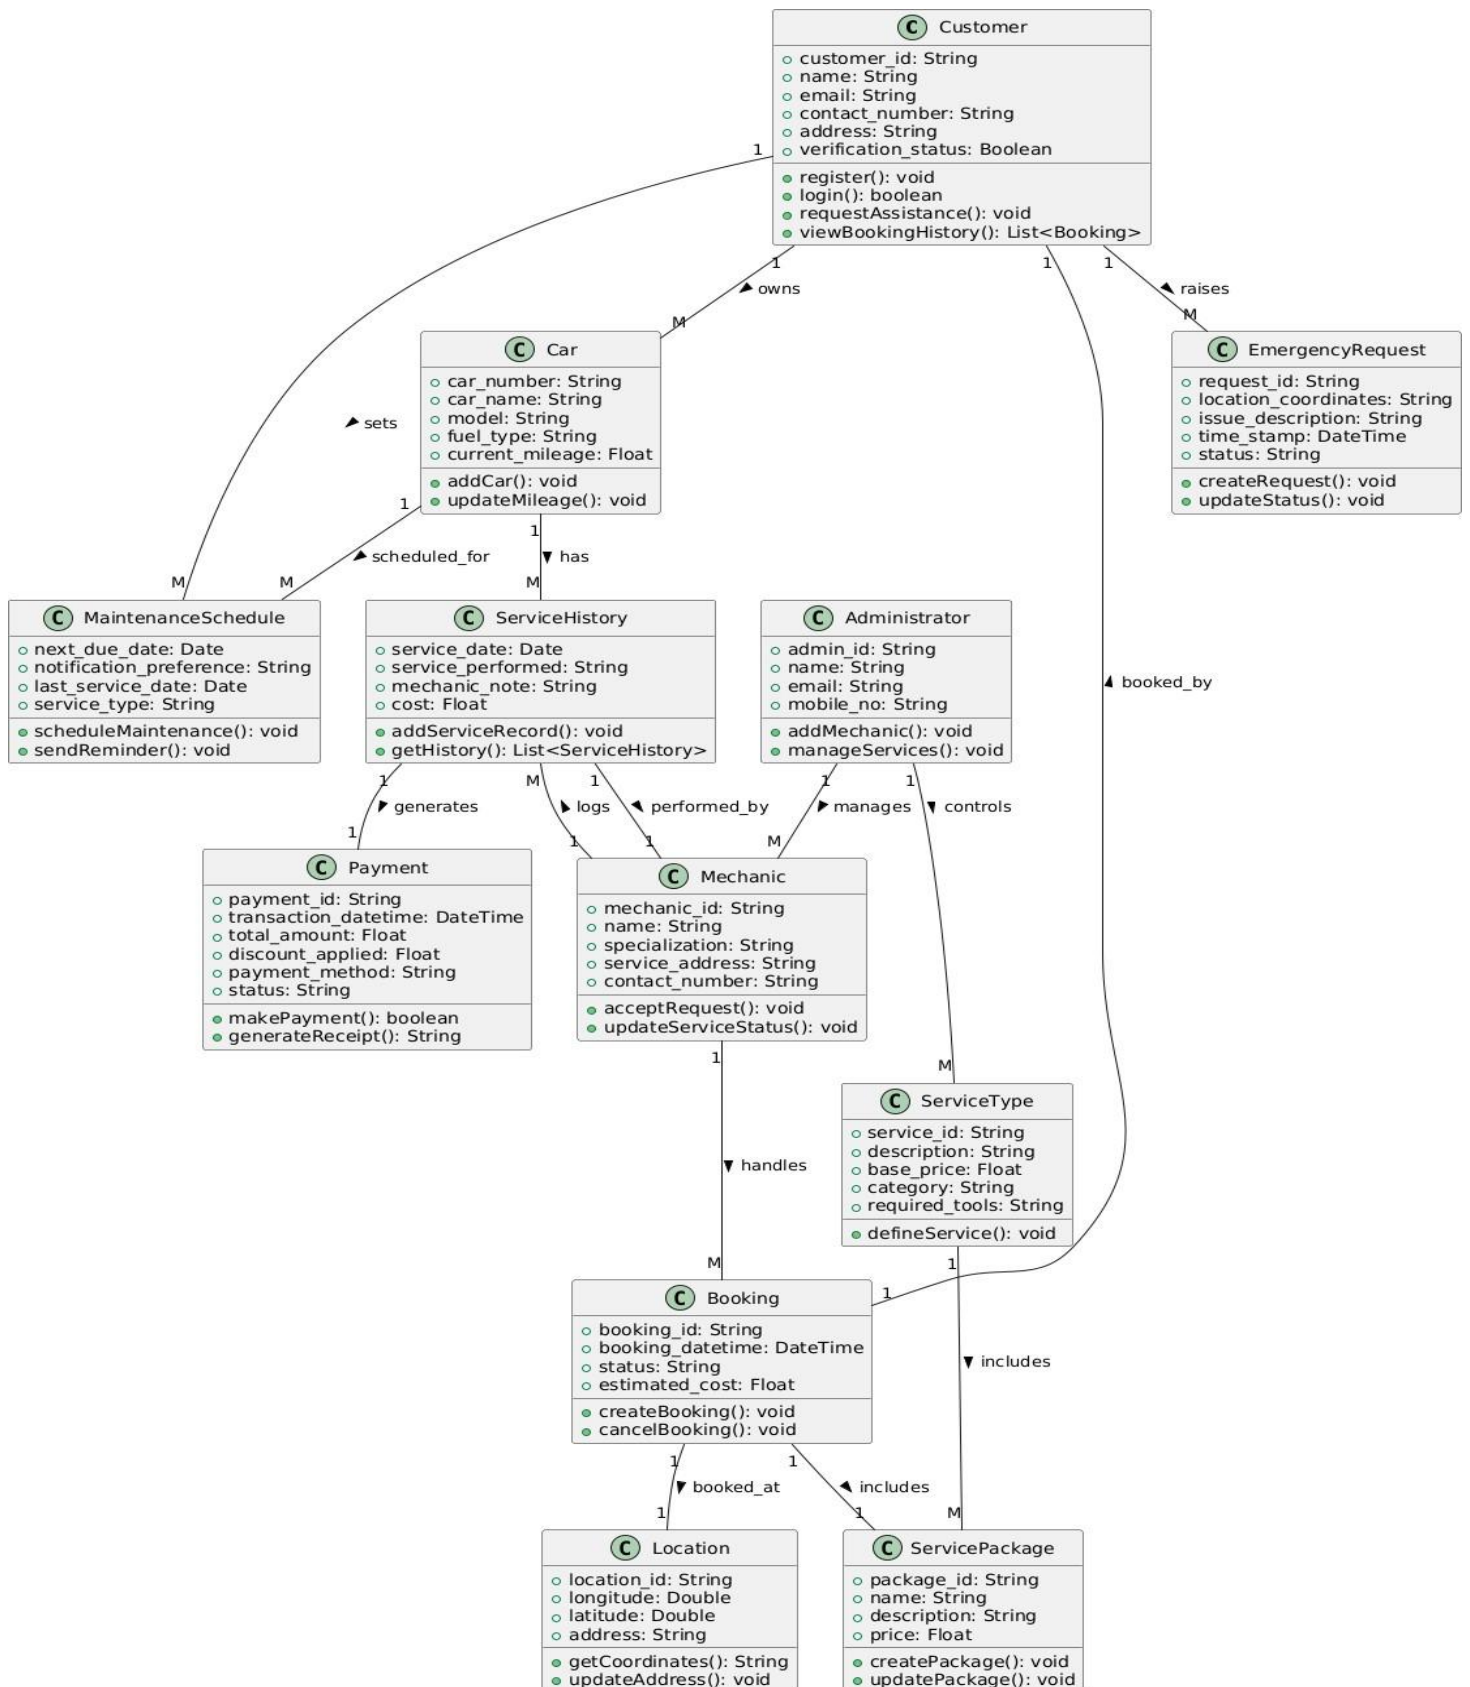 C Customer
customer_id: String
name: String
email: String
contact_number: String
address: String
verification_status: Boolean
register(): void
login(): boolean
requestAssistance(): void
viewBookingHistory(): List<Booking>
1
1
1
1
owns
raises
M
M
C Car
car_number: String
car_name: String
model: String
fuel_type: String
current_mileage: Float
addCar(): void
updateMileage(): void
C EmergencyRequest
request_id: String
location_coordinates: String
issue_description: String
time_stamp: DateTime
status: String
createRequest(): void
updateStatus(): void
sets
1
1
scheduled_for
has
M
M
M
C MaintenanceSchedule
next_due_date: Date
notification_preference: String
last_service_date: Date
service_type: String
scheduleMaintenance(): void
sendReminder(): void
C ServiceHistory
service_date: Date
service_performed: String
mechanic_note: String
cost: Float
addServiceRecord(): void
getHistory(): List<ServiceHistory>
C Administrator
admin_id: String
name: String
email: String
mobile_no: String
addMechanic(): void
manageServices(): void
booked_by
1
M
1
1
1
generates
logs
performed_by
manages
controls
1
1
1
M
C Payment
payment_id: String
transaction_datetime: DateTime
total_amount: Float
discount_applied: Float
payment_method: String
status: String
makePayment(): boolean
generateReceipt(): String
C Mechanic
mechanic_id: String
name: String
specialization: String
service_address: String
contact_number: String
acceptRequest(): void
updateServiceStatus(): void
1
M
C ServiceType
service_id: String
description: String
base_price: Float
category: String
required_tools: String
defineService(): void
handles
M
1
1
C Booking
booking_id: String
booking_datetime: DateTime
status: String
estimated_cost: Float
createBooking(): void
cancelBooking(): void
includes
1
1
booked_at
includes
1
1
M
C Location
location_id: String
longitude: Double
latitude: Double
address: String
getCoordinates(): String
updateAddress(): void
C ServicePackage
package_id: String
name: String
description: String
price: Float
createPackage(): void
updatePackage(): void